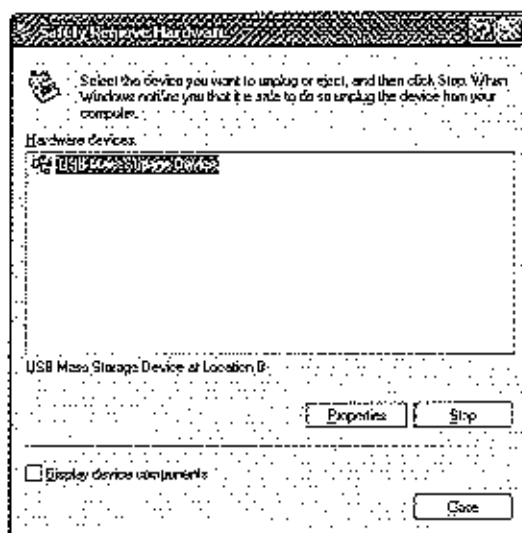 Safely Remove Hardware
Select the device you want to unplug or eject, and then click Stop. When
Windows notifies you that it is safe to do so unplug the device from your
computer.
Hardware devices:
USB Mass Storage Device
USB Mass Storage Device at Location 0
Properties
Stop
Display device components
Close